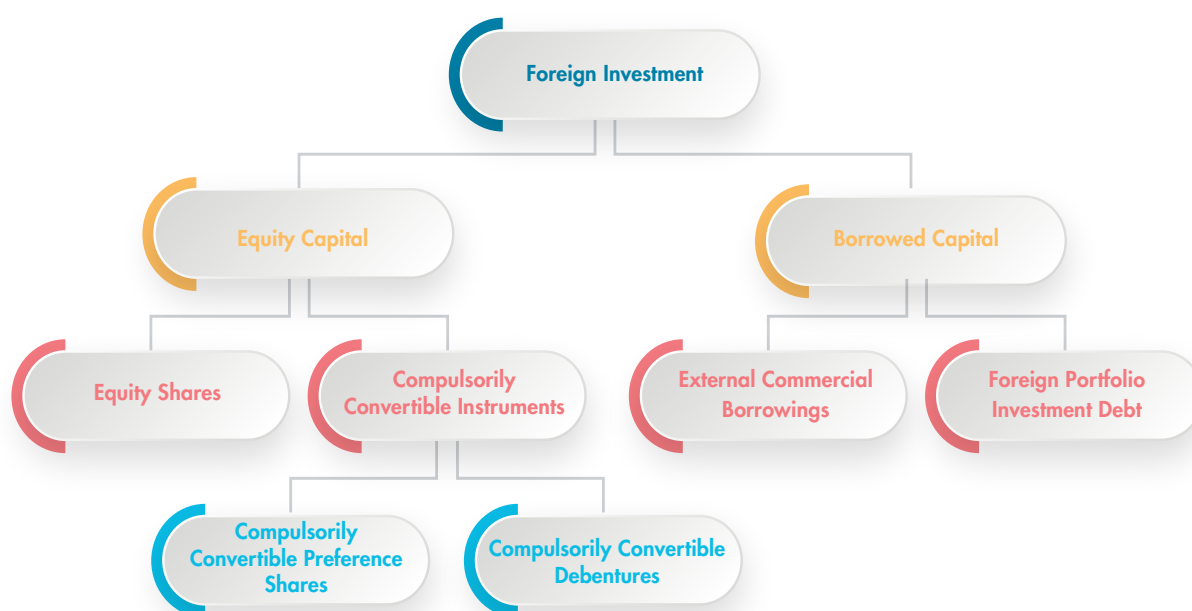 Foreign Investment
Equity Capital
Borrowed Capital
Equity Shares
Compulsorily
Convertible Instruments
External Commercial
Borrowings
Foreign Portfolio
Investment Debt
Compulsorily
Convertible Preference
Shares
Compulsorily Convertible
Debentures